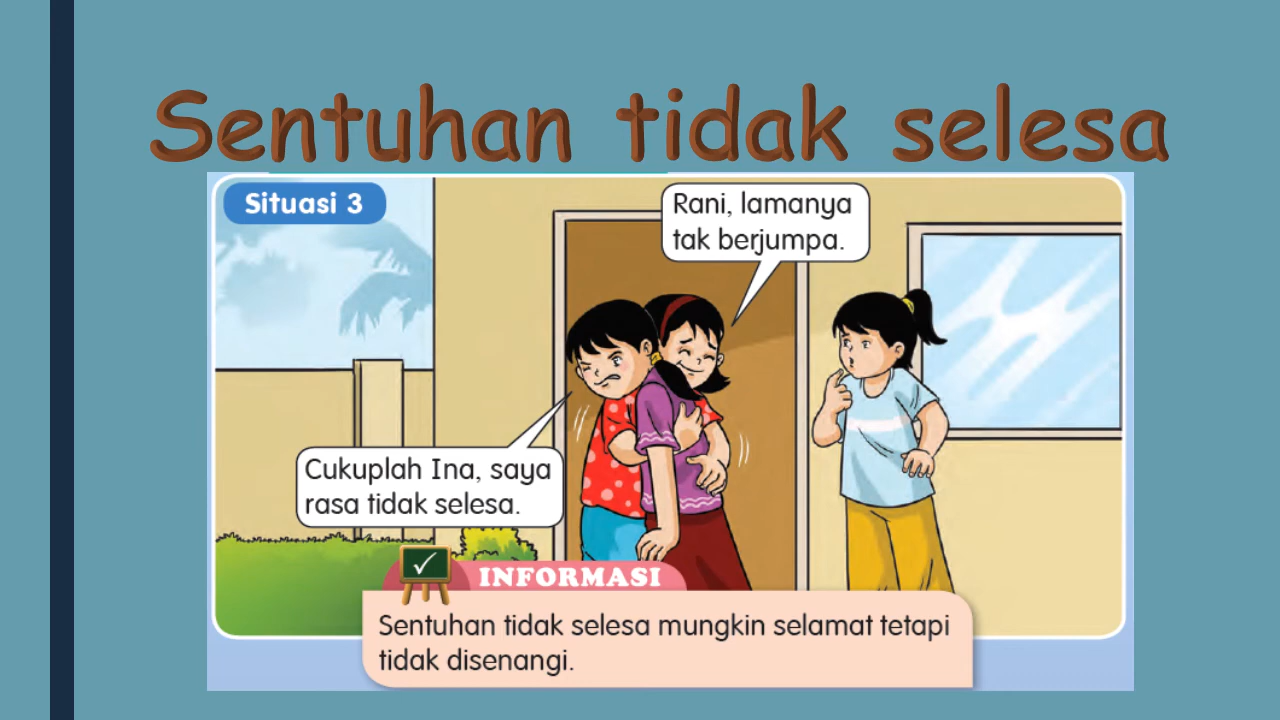 Sentuhan tidak selesa
Situasi 3
Rani, lamanya
tak berjumpa.
Cukuplah Ina, saya
rasa tidak selesa.
INFORMASI
Sentuhan tidak selesa mungkin selamat tetapi
tidak disenangi.